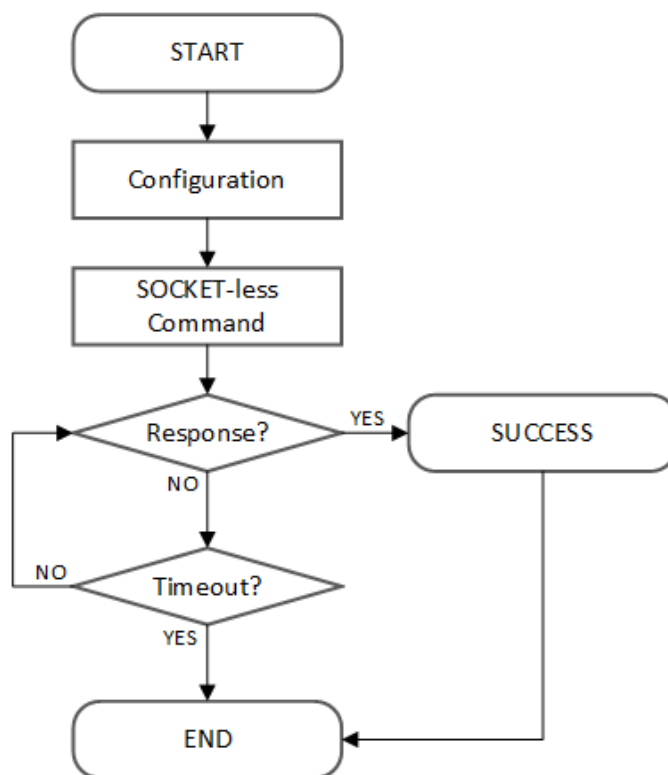 START
Configuration
SOCKET-less
Command
Response?
YES
SUCCESS
NO
Timeout?
NO
YES
END